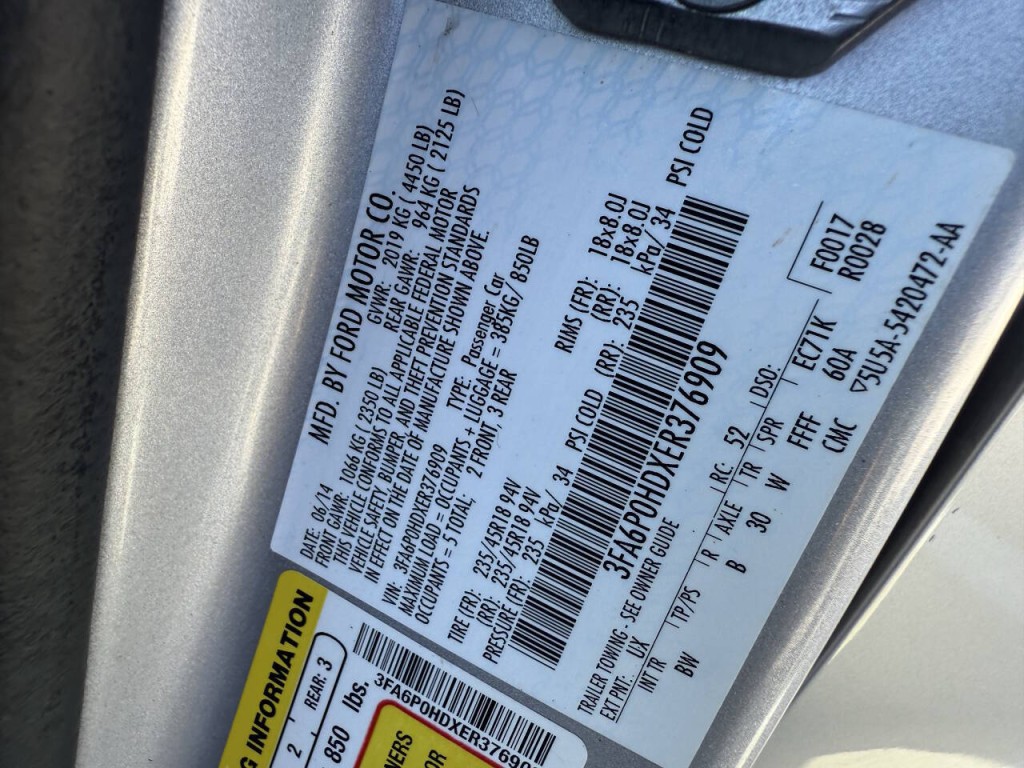 MFD. BY FORD MOTOR CO.
DATE: 06/14 GVWR: 2019 KG ( 4450 LB)
FRONT GAWR: 1066 KG ( 2350 LB) REAR GAWR: 964 KG ( 2125 LB)
THIS VEHICLE CONFORMS TO ALL APPLICABLE FEDERAL MOTOR
VEHICLE SAFETY, BUMPER, AND THEFT PREVENTION STANDARDS
IN EFFECT ON THE DATE OF MANUFACTURE SHOWN ABOVE.
VIN: 3FA6P0HDXER376909 TYPE: Passenger Car
MAXIMUM LOAD = OCCUPANTS + LUGGAGE = 385KG/ 850LB
OCCUPANTS = 5 TOTAL; 2 FRONT, 3 REAR
TIRE (FR): 235/45R18 94V RIMS (FR): 18x8.0J
(RR): 235/45R18 94V (RR): 18x8.0J
PRESSURE (FR): 235 kPa/ 34 PSI COLD (RR): 235 kPa/ 34 PSI COLD
3FA6P0HDXER376909
TRAILER TOWING - SEE OWNER GUIDE
EXT PNT: UX RC: 52 DSO: F0017
R0028
INT TR TP/PS R AXLE TR SPR EC71K
BW B 30 W FFFF 60A
CMC ▽5U5A-5420472-AA
G INFORMATION
2 REAR: 3
850 lbs.
3FA6P0HDXER37690
NERS
OR